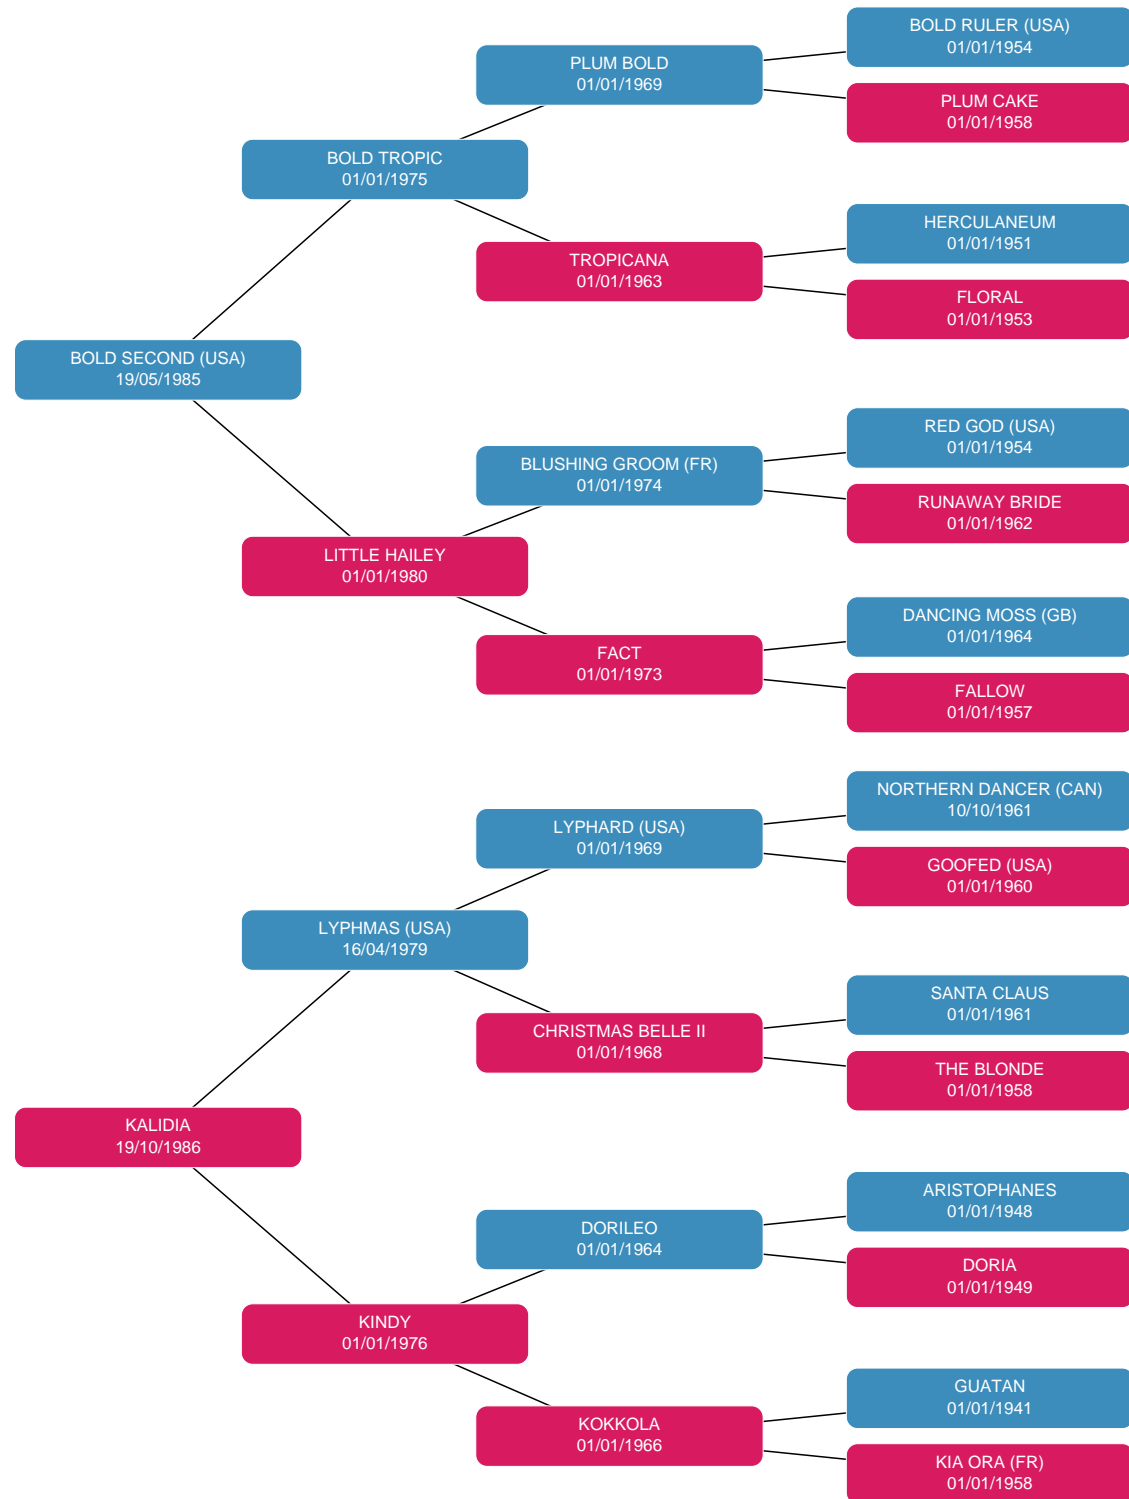 BOLD RULER (USA)
01/01/1954
PLUM BOLD
01/01/1969
PLUM CAKE
01/01/1958
BOLD TROPIC
01/01/1975
HERCULANEUM
01/01/1951
TROPICANA
01/01/1963
FLORAL
01/01/1953
BOLD SECOND (USA)
19/05/1985
RED GOD (USA)
01/01/1954
BLUSHING GROOM (FR)
01/01/1974
RUNAWAY BRIDE
01/01/1962
LITTLE HAILEY
01/01/1980
DANCING MOSS (GB)
01/01/1964
FACT
01/01/1973
FALLOW
01/01/1957
NORTHERN DANCER (CAN)
10/10/1961
LYPHARD (USA)
01/01/1969
GOOFED (USA)
01/01/1960
LYPHMAS (USA)
16/04/1979
SANTA CLAUS
01/01/1961
CHRISTMAS BELLE II
01/01/1968
THE BLONDE
01/01/1958
KALIDIA
19/10/1986
ARISTOPHANES
01/01/1948
DORILEO
01/01/1964
DORIA
01/01/1949
KINDY
01/01/1976
GUATAN
01/01/1941
KOKKOLA
01/01/1966
KIA ORA (FR)
01/01/1958